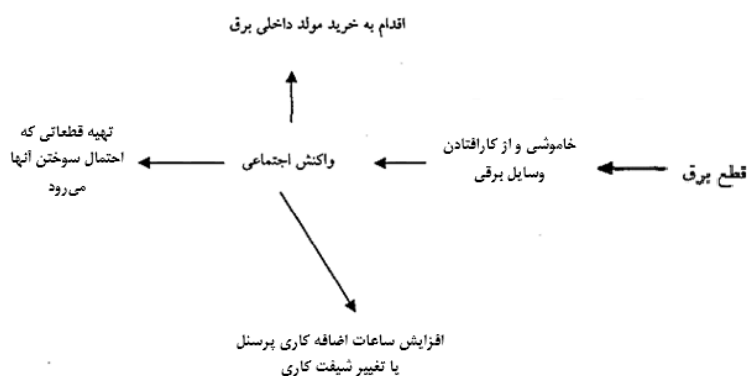 اقدام به خرید مولد داخلی برق
قطع برق
خاموشی و از کارافتادن
وسایل برقی
واکنش اجتماعی
تهیه قطعاتی که
احتمال سوختن آنها
می‌رود
افزایش ساعات اضافه کاری پرسنل
یا تغییر شیفت کاری